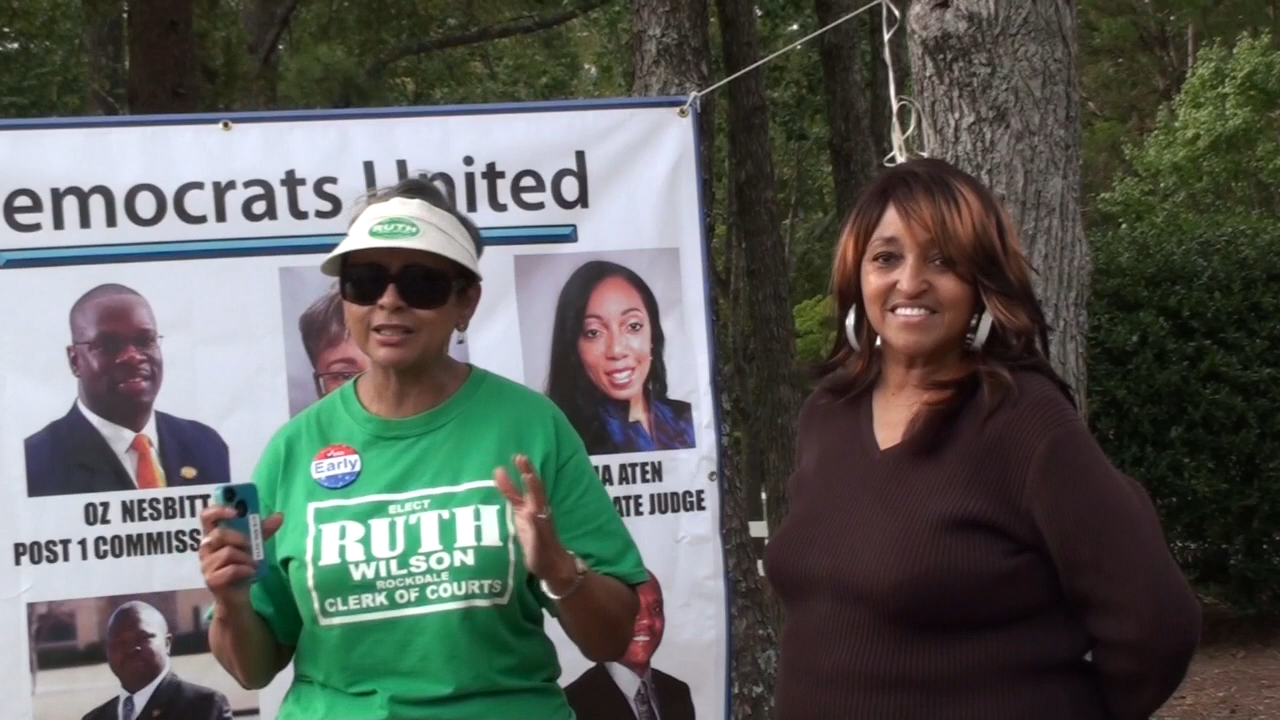 emocrats United
RUTH
OZ NESBITT
POST 1 COMMISS
A ATEN
ATE JUDGE
Early
ELECT
RUTH
WILSON
ROCKDALE
CLERK OF COURTS